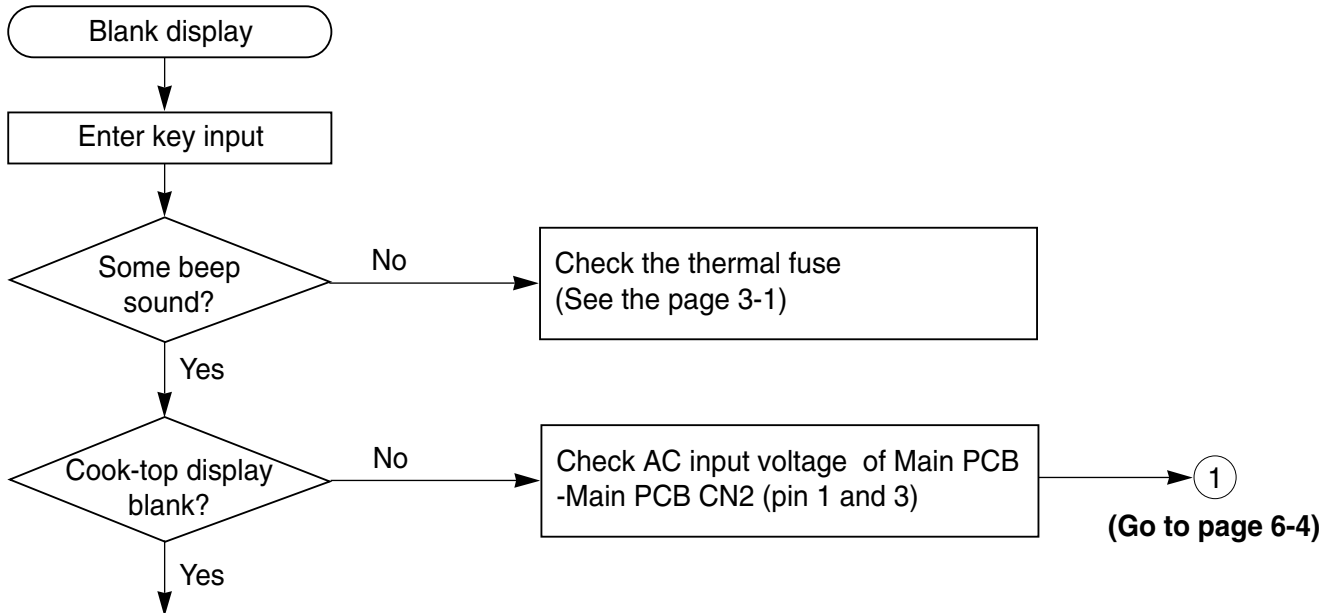 Blank display
Enter key input
Some beep
sound?
No
Check the thermal fuse
(See the page 3-1)
Yes
Cook-top display
blank?
No
Check AC input voltage  of Main PCB
-Main PCB CN2 (pin 1 and 3)
1
(Go to page 6-4)
Yes